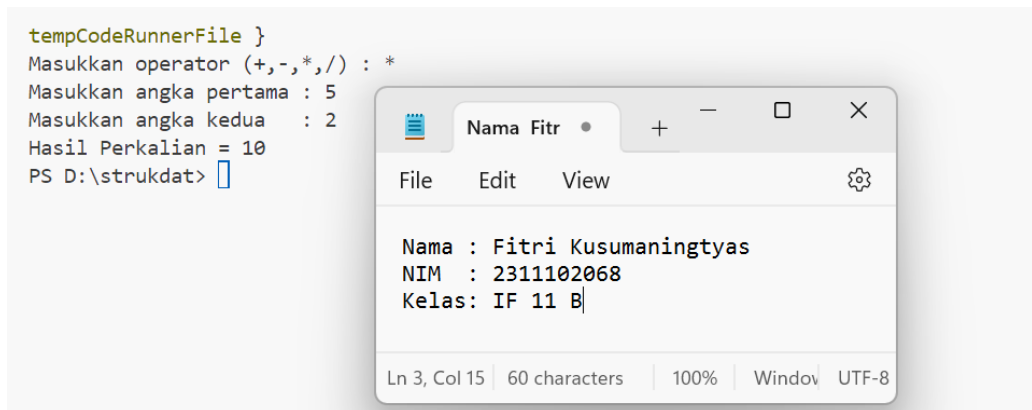 tempCodeRunnerFile }
Masukkan operator (+,-,*,/) : *
Masukkan angka pertama : 5
Masukkan angka kedua   : 2
Hasil Perkalian = 10
PS D:\strukdat>
Nama Fitr
File Edit View
Nama : Fitri Kusumaningtyas
NIM  : 2311102068
Kelas: IF 11 B
Ln 3, Col 15 60 characters 100% Window UTF-8